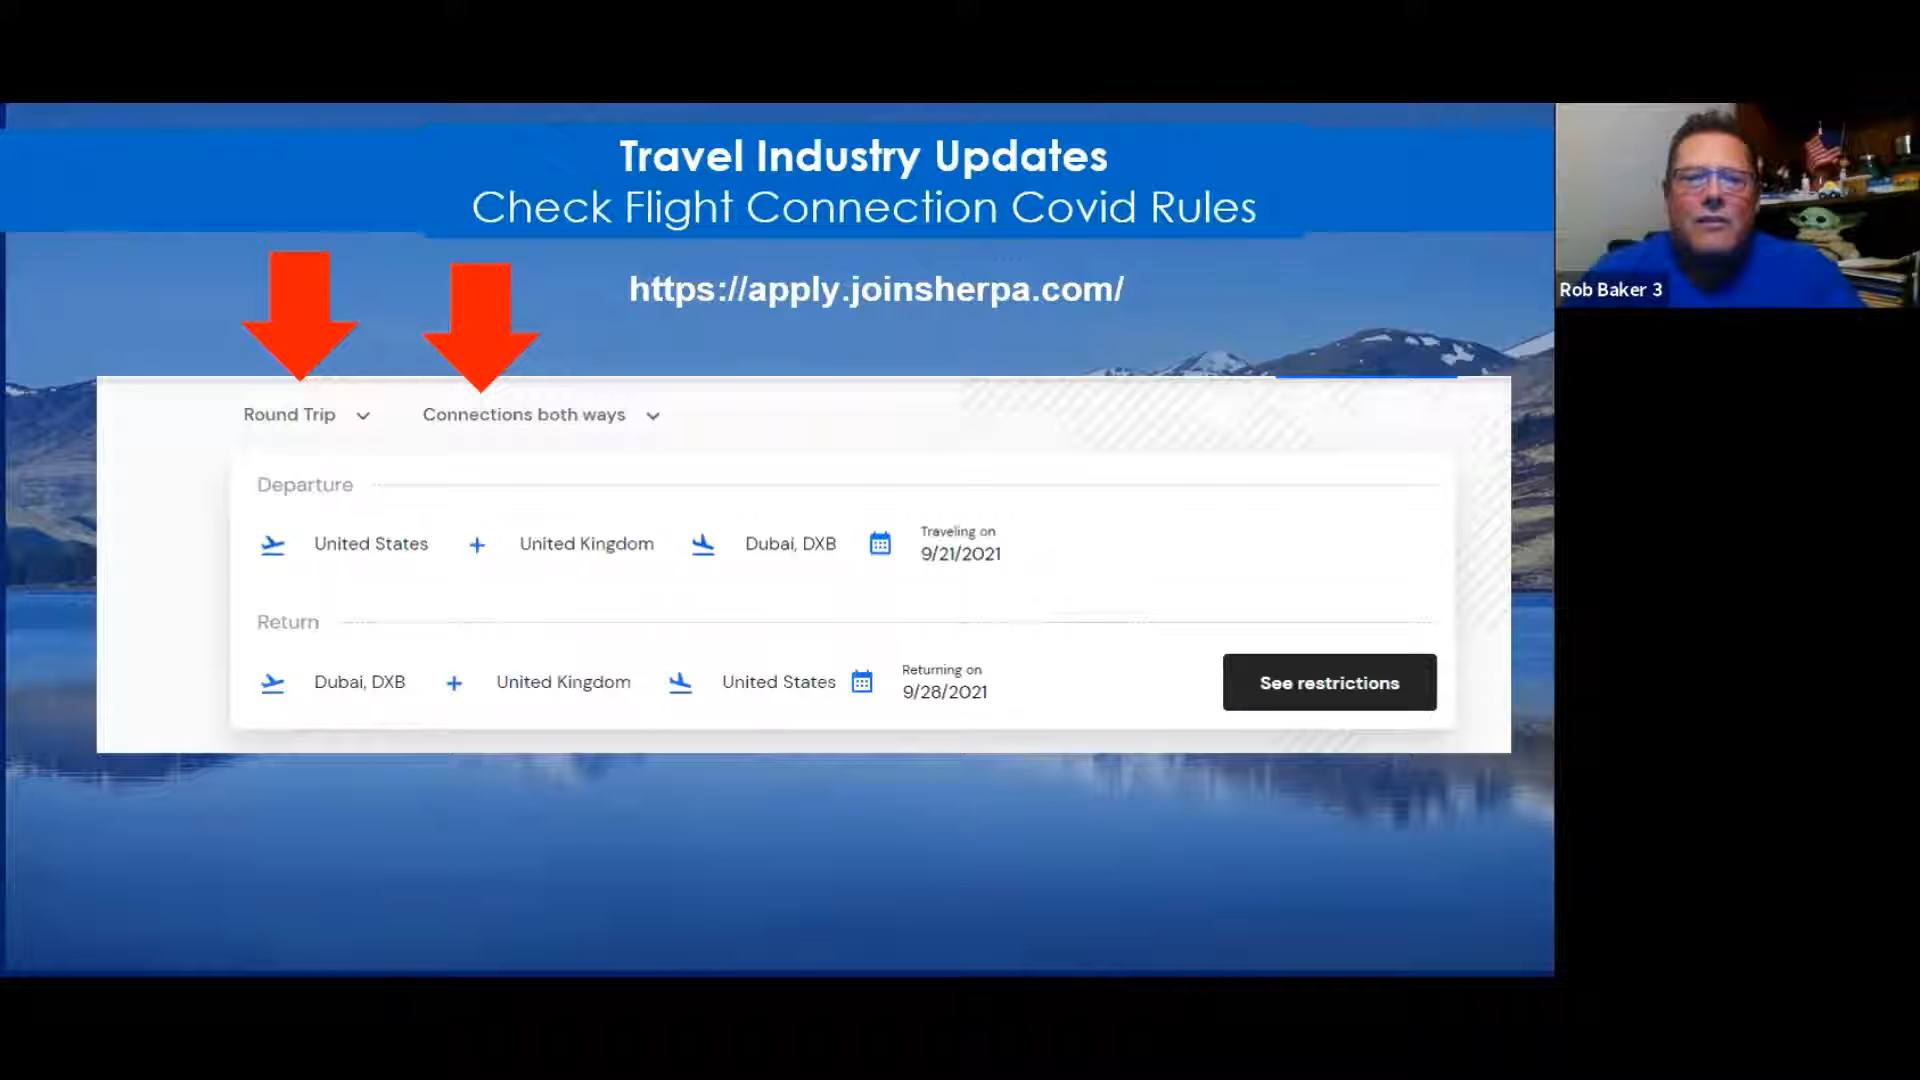 Travel Industry Updates
Check Flight Connection Covid Rules
https://apply.joinsherpa.com/
Rob Baker 3
Round Trip
Connections both ways
Departure
United States + United Kingdom Dubai, DXB Traveling on
9/21/2021
Return
Dubai, DXB + United Kingdom United States Returning on
9/28/2021
See restrictions